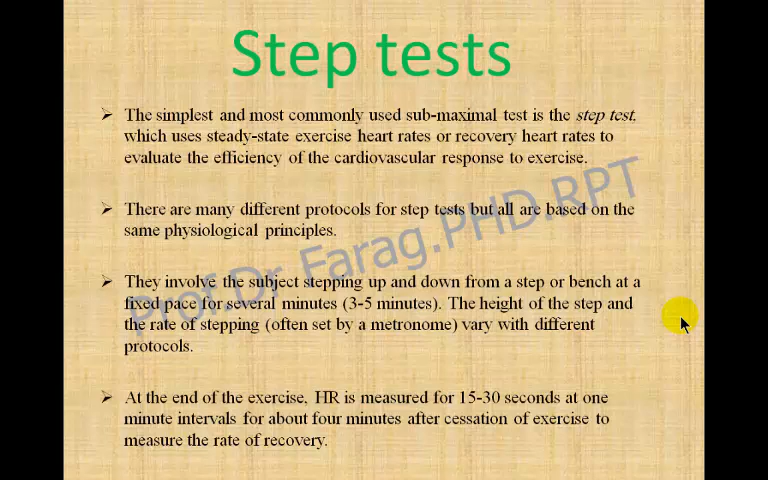 Step tests
➢ The simplest and most commonly used sub-maximal test is the step test,
which uses steady-state exercise heart rates or recovery heart rates to
evaluate the efficiency of the cardiovascular response to exercise.
➢ There are many different protocols for step tests but all are based on the
same physiological principles.
➢ They involve the subject stepping up and down from a step or bench at a
fixed pace for several minutes (3-5 minutes). The height of the step and
the rate of stepping (often set by a metronome) vary with different
protocols.
➢ At the end of the exercise, HR is measured for 15-30 seconds at one
minute intervals for about four minutes after cessation of exercise to
measure the rate of recovery.
Prof.Dr Farag.PHD.RPT